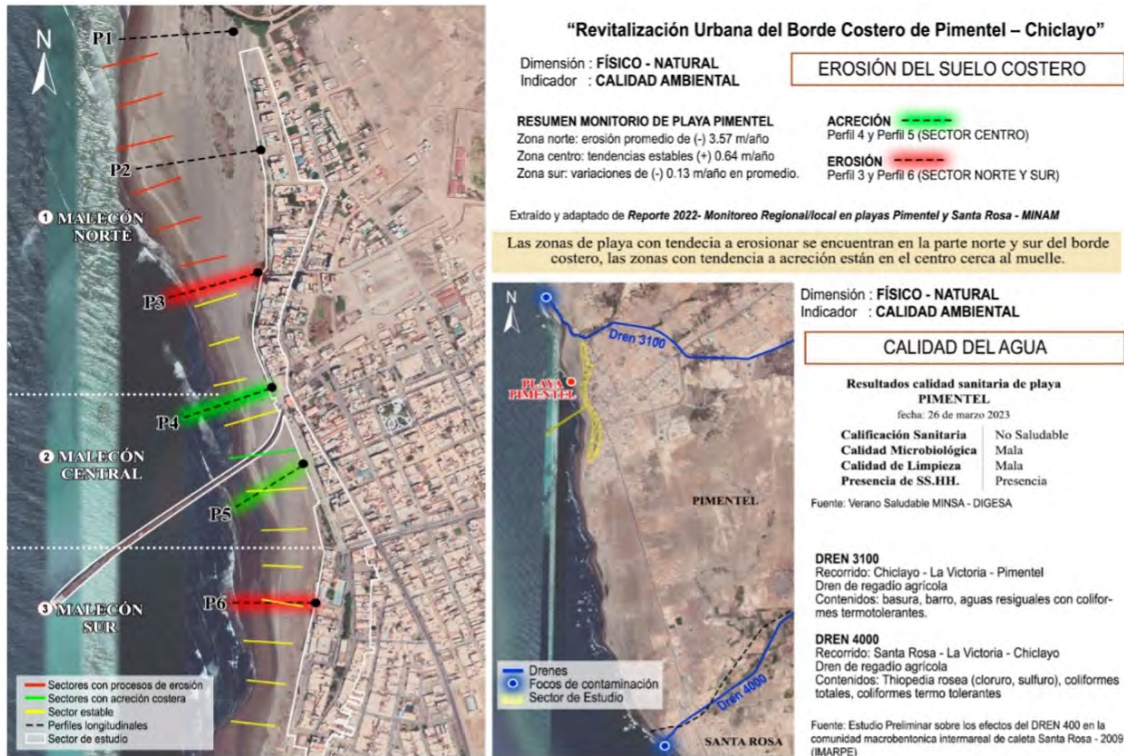 “Revitalización Urbana del Borde Costero de Pimentel – Chiclayo”
Dimensión : FÍSICO - NATURAL
Indicador : CALIDAD AMBIENTAL
EROSIÓN DEL SUELO COSTERO
RESUMEN MONITORIO DE PLAYA PIMENTEL
Zona norte: erosión promedio de (-) 3.57 m/año
Zona centro: tendencias estables (+) 0.64 m/año
Zona sur: variaciones de (-) 0.13 m/año en promedio.
ACRECIÓN
Perfil 4 y Perfil 5 (SECTOR CENTRO)
EROSIÓN
Perfil 3 y Perfil 6 (SECTOR NORTE Y SUR)
Extraído y adaptado de Reporte 2022- Monitoreo Regional/local en playas Pimentel y Santa Rosa - MINAM
Las zonas de playa con tendecia a erosionar se encuentran en la parte norte y sur del borde
costero, las zonas con tendencia a acreción están en el centro cerca al muelle.
N
P1
P2
1 MALECÓN
NORTE
P3
P4
2 MALECÓN
CENTRAL
P5
P6
3 MALECÓN
SUR
Sectores con procesos de erosión
Sectores con acreción costera
Sector estable
Perfiles longitudinales
Sector de estudio
N
Dren 3100
PLAYA
PIMENTEL
PIMENTEL
Dren 4000
SANTA ROSA
Drenes
Focos de contaminación
Sector de Estudio
Dimensión : FÍSICO - NATURAL
Indicador : CALIDAD AMBIENTAL
CALIDAD DEL AGUA
Resultados calidad sanitaria de playa
PIMENTEL
fecha: 26 de marzo 2023
Calificación Sanitaria No Saludable
Calidad Microbiológica Mala
Calidad de Limpieza Mala
Presencia de SS.HH. Presencia
Fuente: Verano Saludable MINSA - DIGESA
DREN 3100
Recorrido: Chiclayo - La Victoria - Pimentel
Dren de regadio agrícola
Contenidos: basura, barro, aguas resiguales con colifor-
mes termotolerantes.
DREN 4000
Recorrido: Santa Rosa - La Victoria - Chiclayo
Dren de regadio agrícola
Contenidos: Thiopedia rosea (cloruro, sulfuro), coliformes
totales, coliformes termo tolerantes
Fuente: Estudio Preliminar sobre los efectos del DREN 400 en la
comunidad macrobentonica intermareal de caleta Santa Rosa - 2009
(IMARPE)